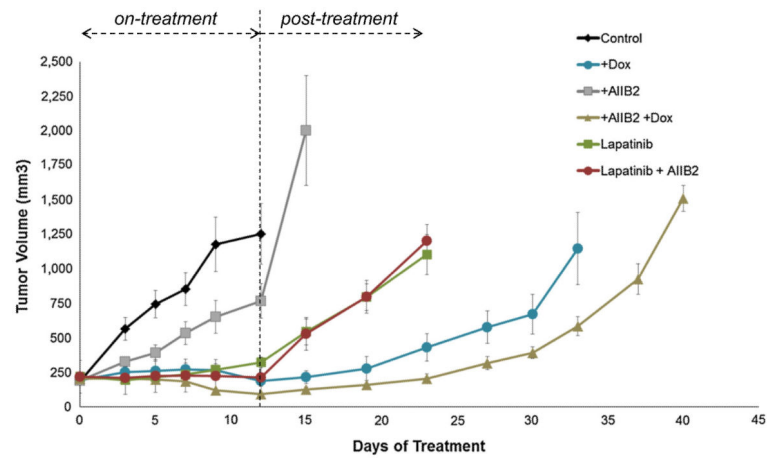 on-treatment post-treatment
Control
+Dox
+AIIB2
+AIIB2 +Dox
Lapatinib
Lapatinib + AIIB2
Tumor Volume (mm3)
2,500
2,250
2,000
1,750
1,500
1,250
1,000
750
500
250
0
0 5 10 15 20 25 30 35 40 45
Days of Treatment